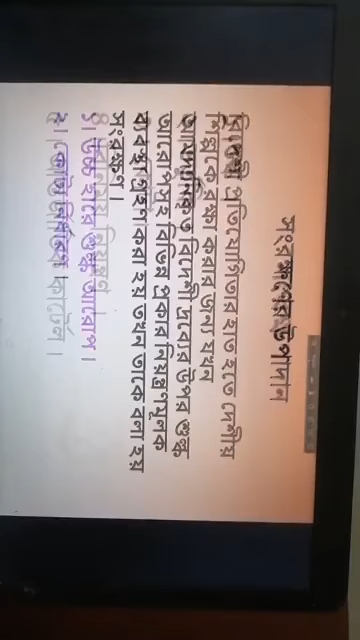 সংরক্ষণের উপাদান
বিদেশী প্রতিযোগিতার হাত হতে দেশীয়
শিল্পকে রক্ষা করার জন্য যখন
আমদানিকৃত বিদেশী দ্রব্যের উপর শুল্ক
আরোপসহ বিভিন্ন প্রকার নিয়ন্ত্রণমূলক
ব্যবস্থা গ্রহণ করা হয় তখন তাকে বলা হয়
সংরক্ষণ।
১। উচ্চ হারে শুল্ক আরোপ।
২। কোটা নির্ধারণ